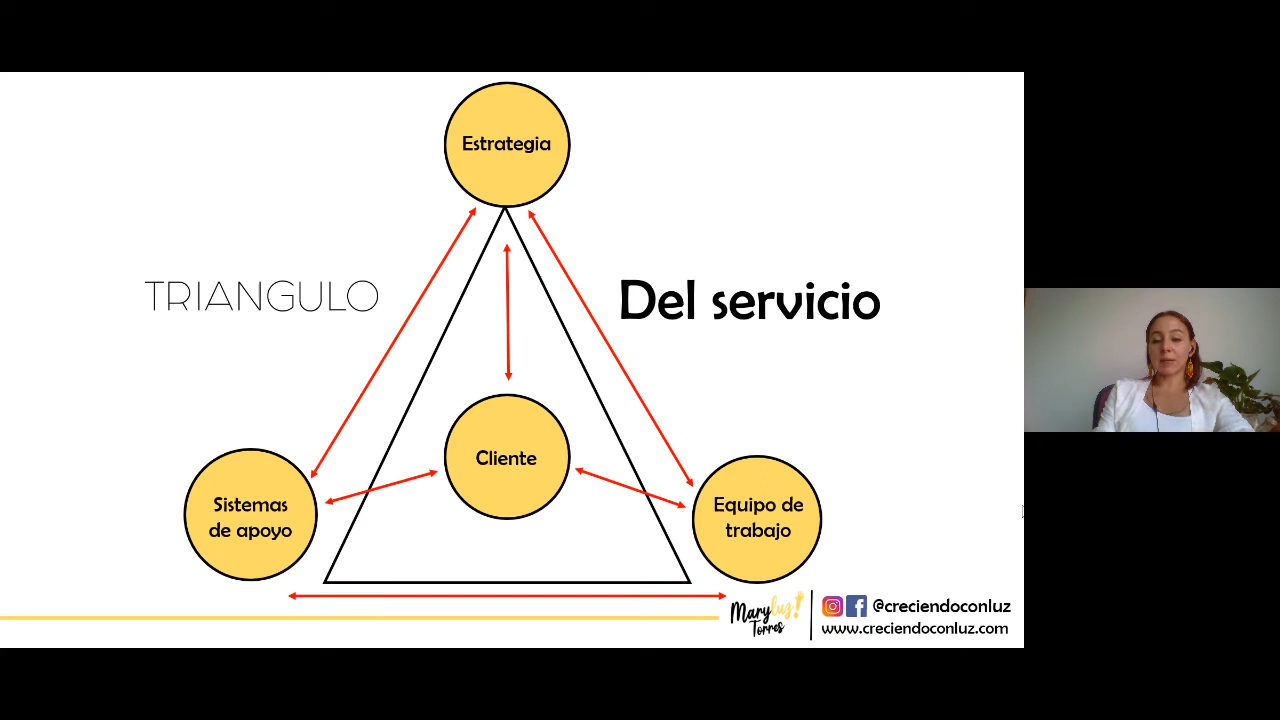 Estrategia
TRIANGULO
Del servicio
Cliente
Sistemas
de apoyo
Equipo de
trabajo
Maryluz!
Torres
@creciendoconluz
www.creciendoconluz.com